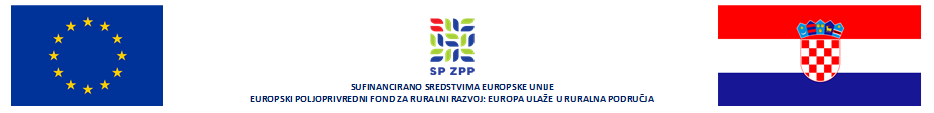 SP ZPP
SUFINANCIRANO SREDSTVIMA EUROPSKE UNIJE
EUROPSKI POLJOPRIVREDNI FOND ZA RURALNI RAZVOJ: EUROPA ULAŽE U RURALNA PODRUČJA